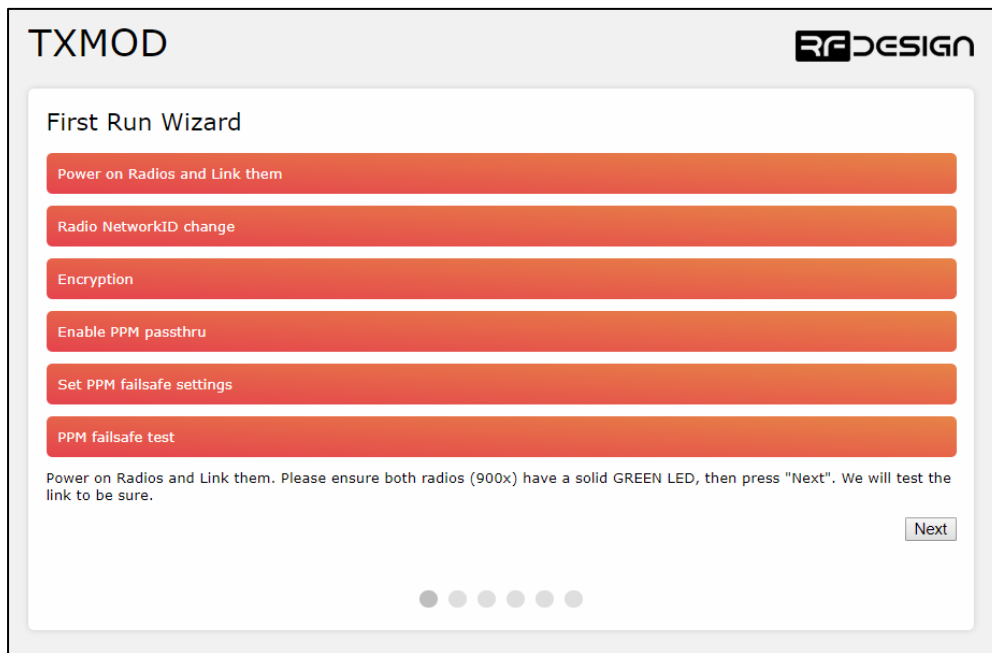 TXMOD
RFDESIGN
First Run Wizard
Power on Radios and Link them
Radio NetworkID change
Encryption
Enable PPM passthru
Set PPM failsafe settings
PPM failsafe test
Power on Radios and Link them. Please ensure both radios (900x) have a solid GREEN LED, then press "Next". We will test the
link to be sure.
Next